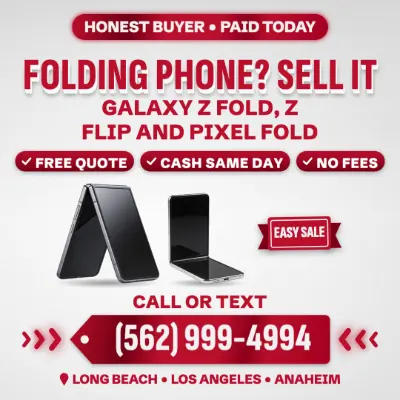 HONEST BUYER • PAID TODAY
FOLDING PHONE? SELL IT
GALAXY Z FOLD, Z
FLIP AND PIXEL FOLD
FREE QUOTE
CASH SAME DAY
NO FEES
EASY SALE
CALL OR TEXT
(562) 999-4994
LONG BEACH • LOS ANGELES • ANAHEIM